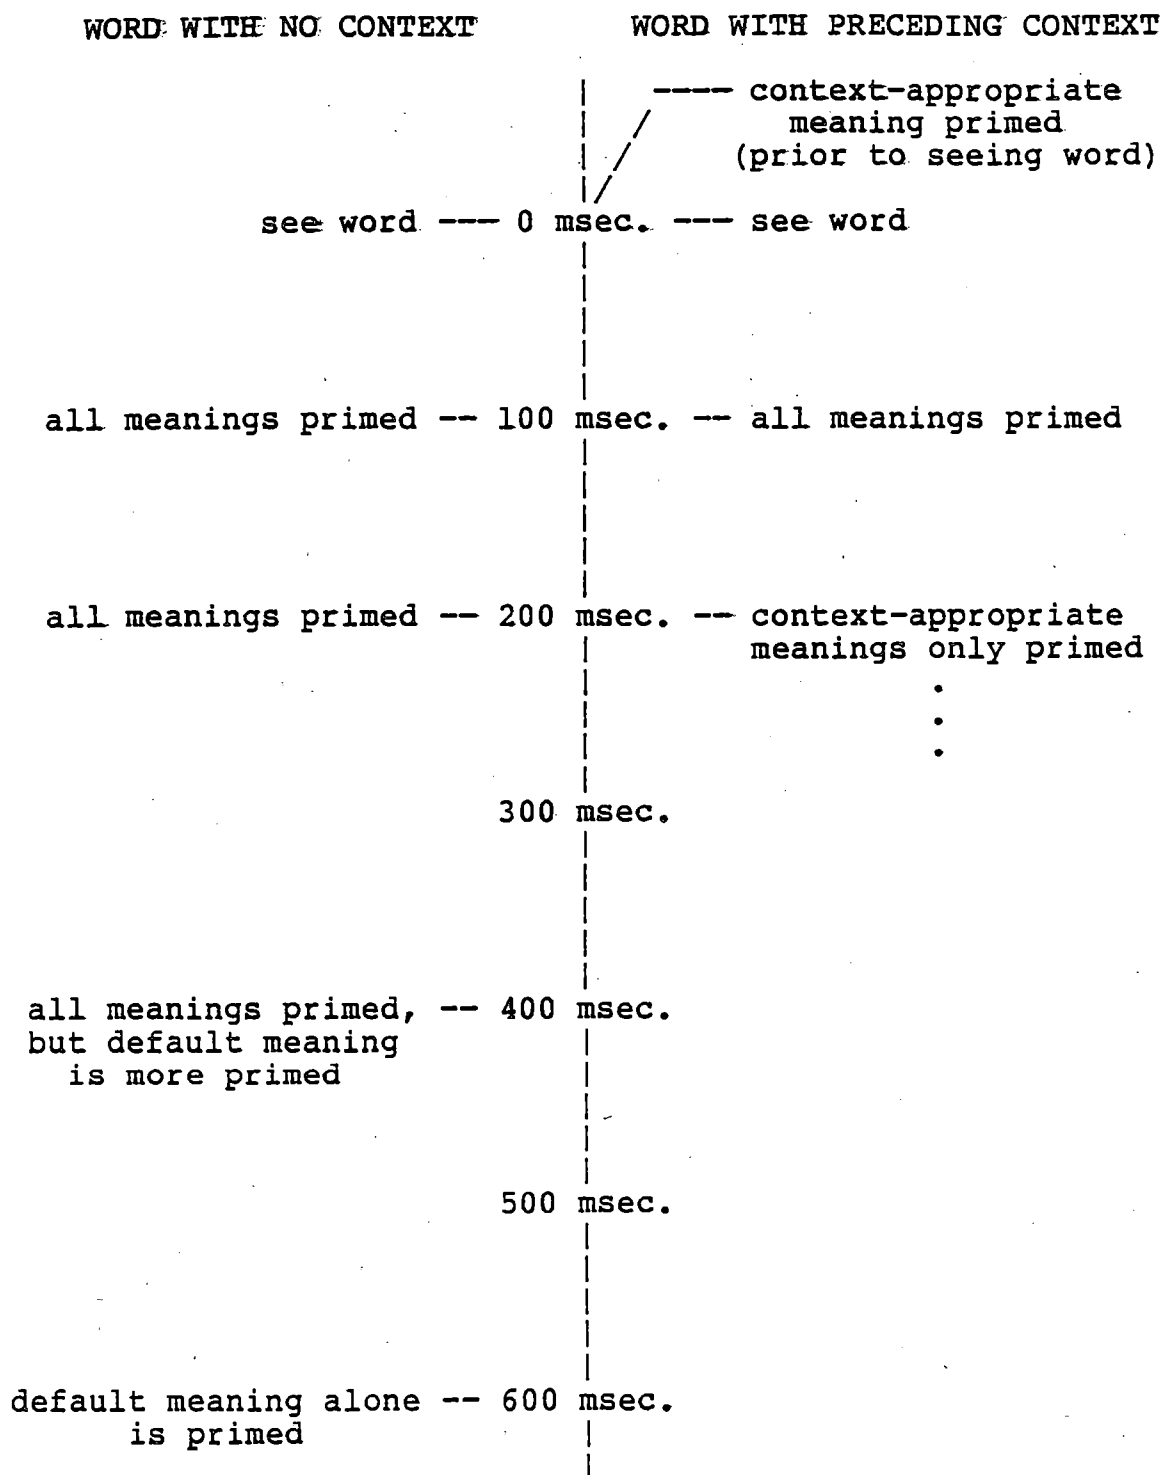 WORD WITH NO CONTEXT WORD WITH PRECEDING CONTEXT
---- context-appropriate
meaning primed
(prior to seeing word)
see word ---- 0 msec. --- see word
all meanings primed -- 100 msec. -- all meanings primed
all meanings primed -- 200 msec. -- context-appropriate
meanings only primed
.
.
.
300 msec.
all meanings primed, -- 400 msec.
but default meaning
is more primed
500 msec.
default meaning alone -- 600 msec.
is primed